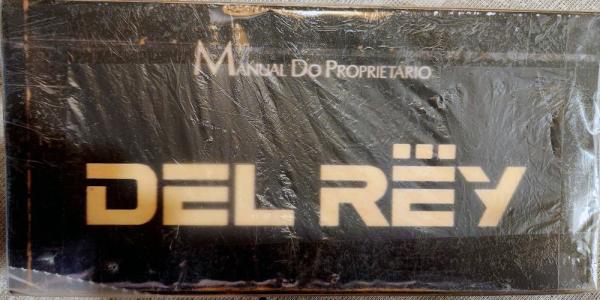 MANUAL DO PROPRIETÁRIO
DEL RËY